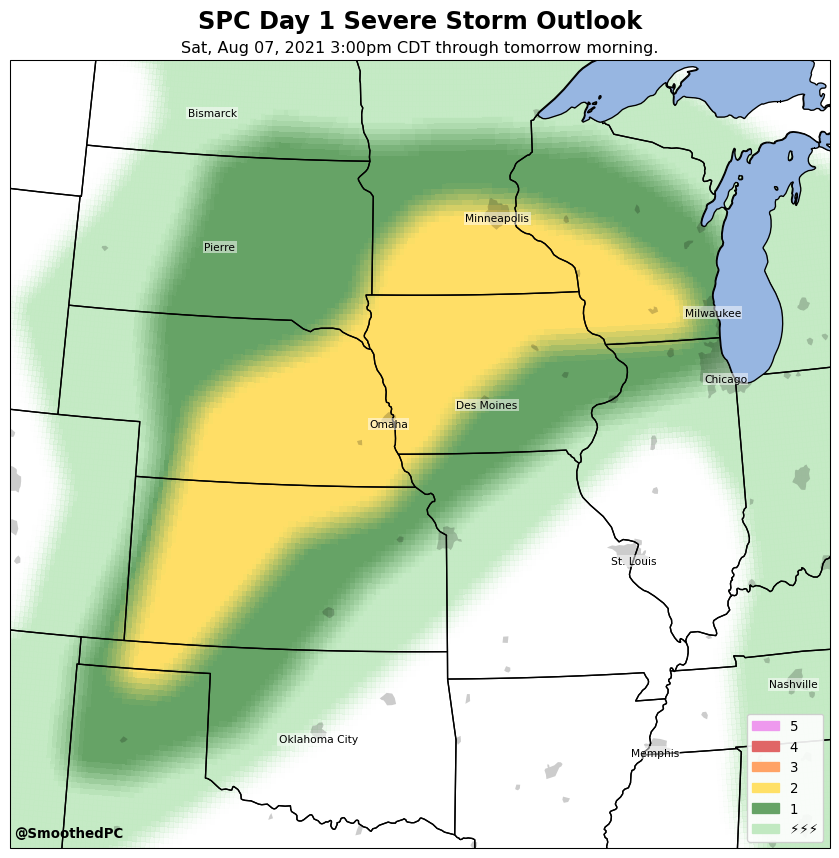 SPC Day 1 Severe Storm Outlook
Sat, Aug 07, 2021 3:00pm CDT through tomorrow morning.
Bismarck
Minneapolis
Pierre
Milwaukee
Chicago
Des Moines
Omaha
St. Louis
Nashville
Oklahoma City
Memphis
5
4
3
2
1
⚡⚡⚡
@SmoothedPC